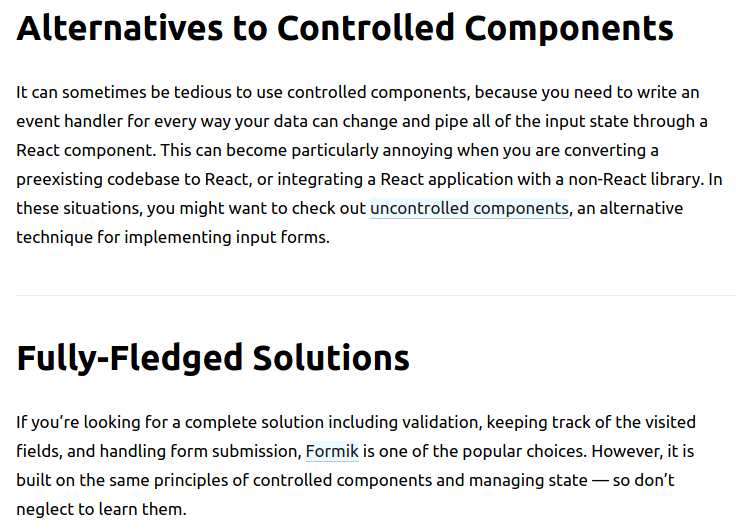 Alternatives to Controlled Components
It can sometimes be tedious to use controlled components, because you need to write an
event handler for every way your data can change and pipe all of the input state through a
React component. This can become particularly annoying when you are converting a
preexisting codebase to React, or integrating a React application with a non-React library. In
these situations, you might want to check out uncontrolled components, an alternative
technique for implementing input forms.
Fully-Fledged Solutions
If you’re looking for a complete solution including validation, keeping track of the visited
fields, and handling form submission, Formik is one of the popular choices. However, it is
built on the same principles of controlled components and managing state — so don’t
neglect to learn them.